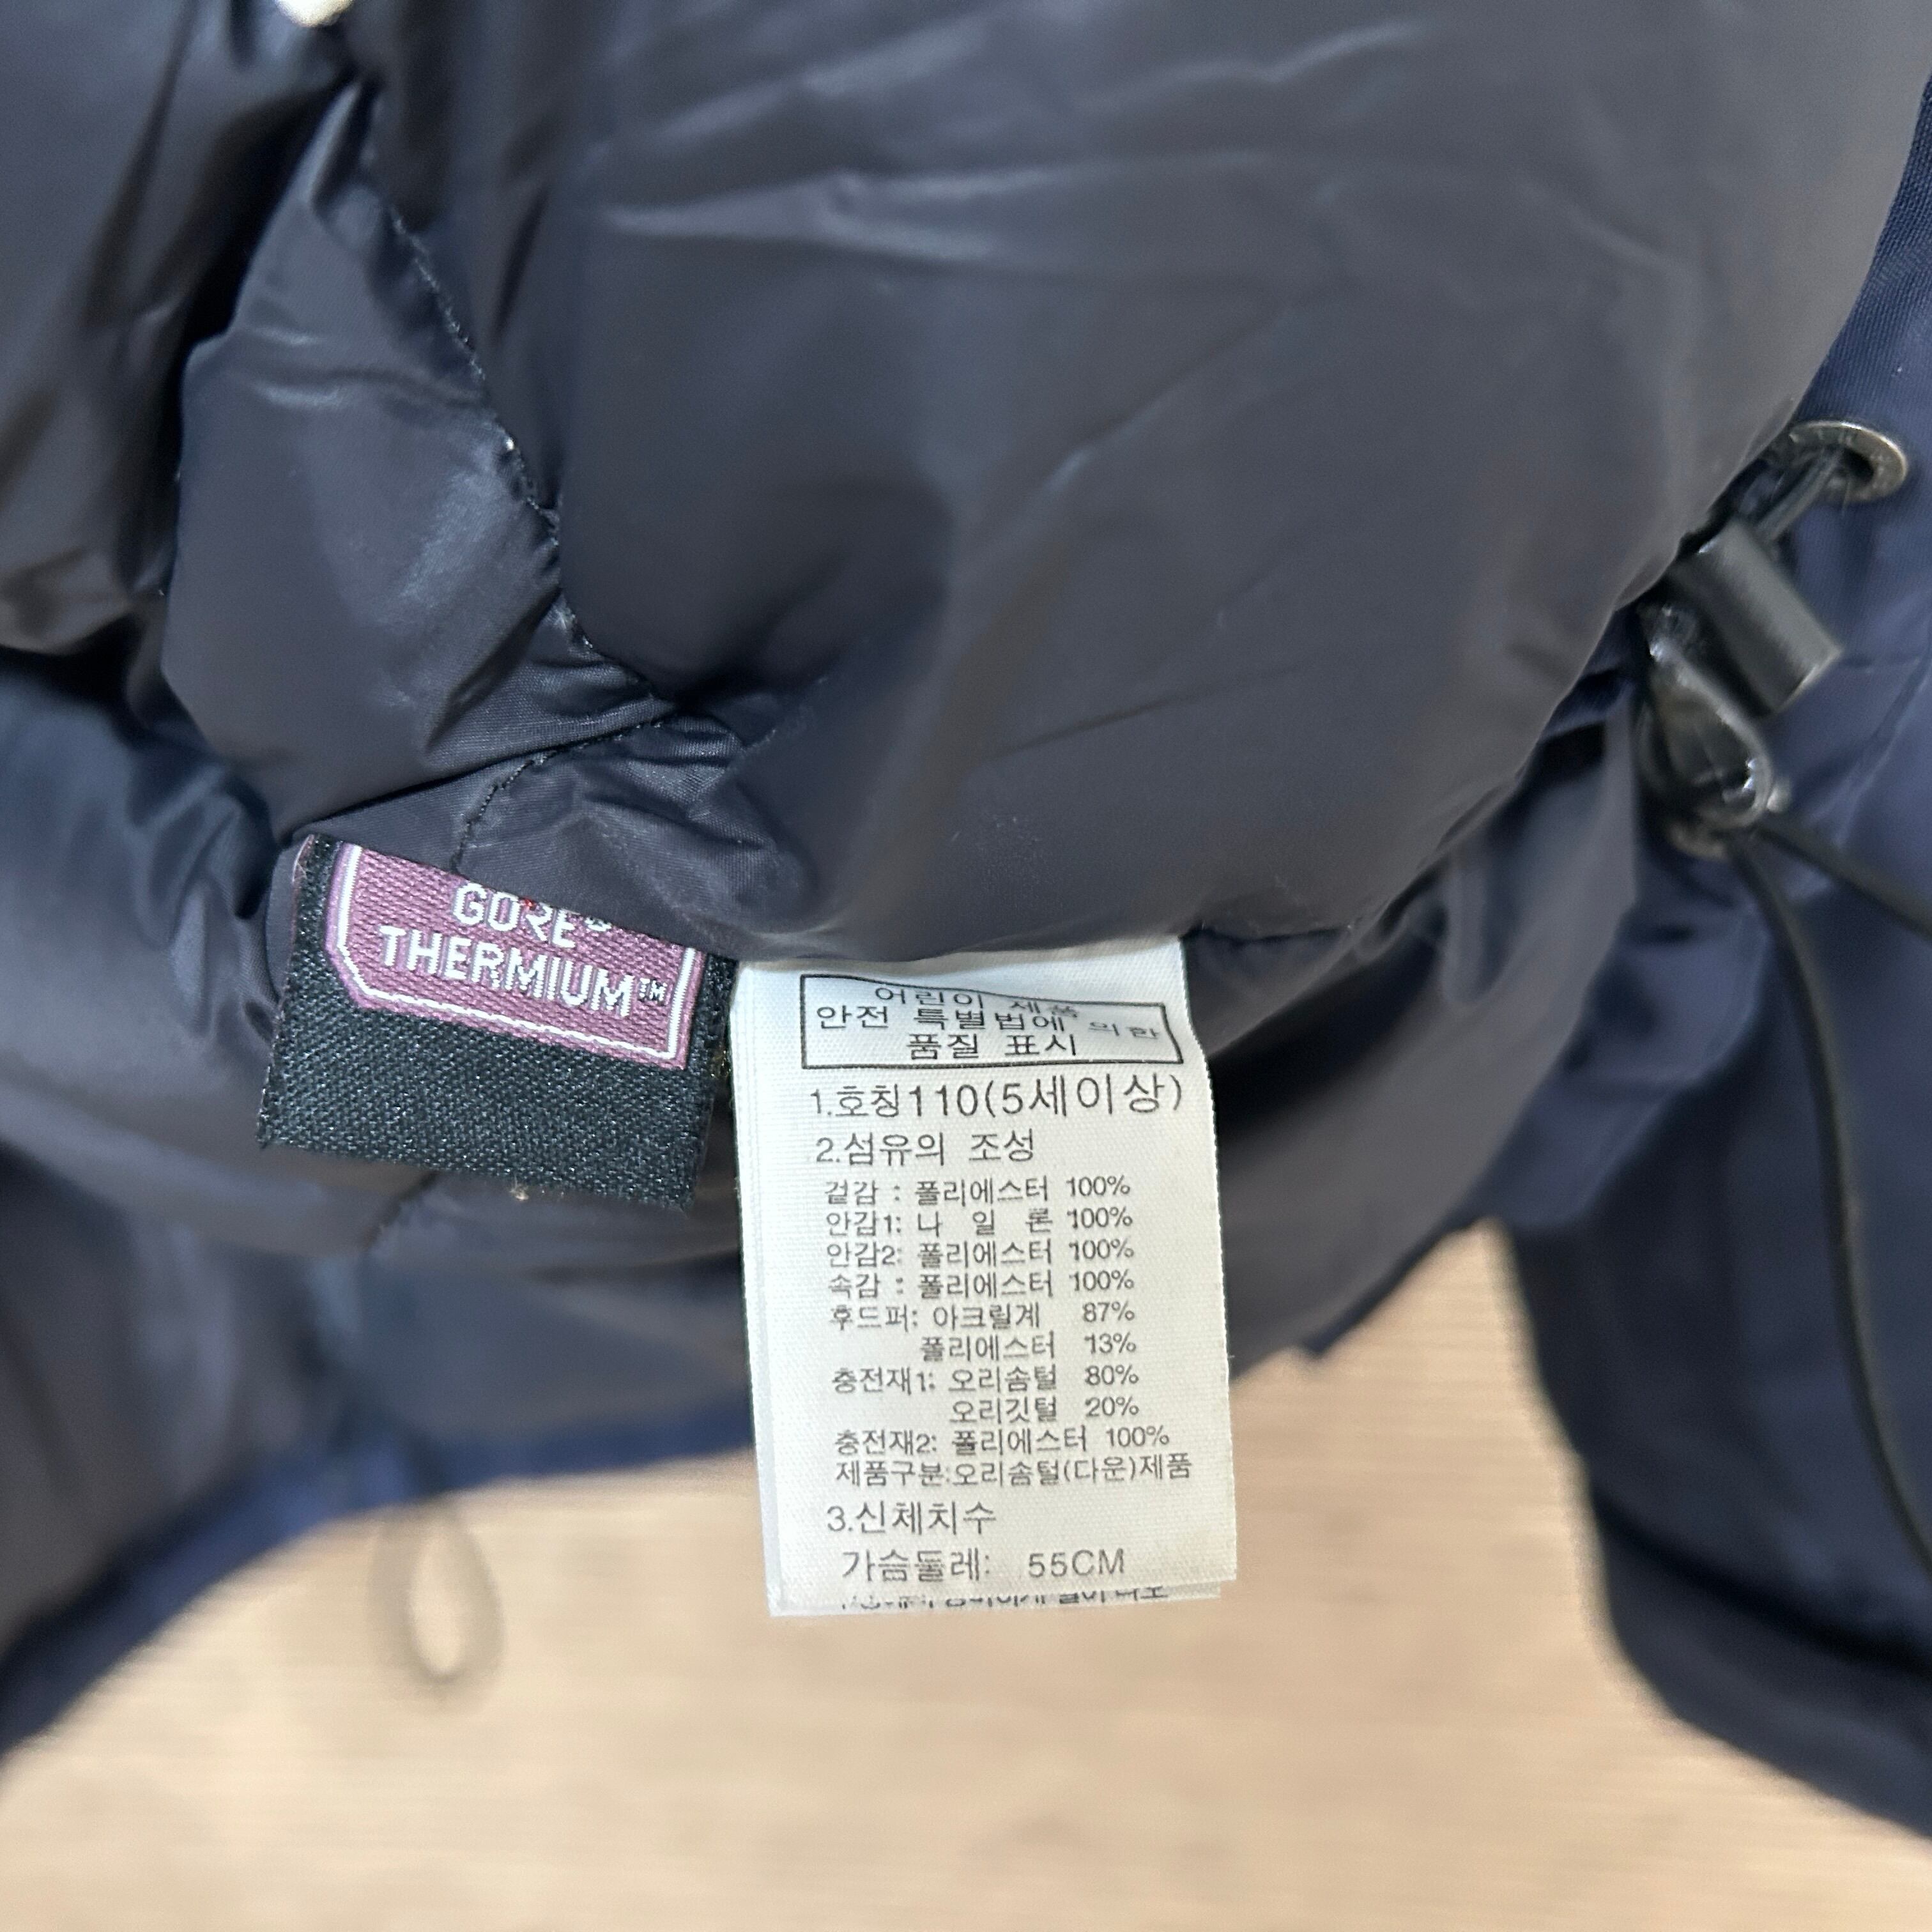 GORE®
THERMIUM™
어린이 제품
안전 특별법에 의한
품질 표시
1.호칭110(5세이상)
2.섬유의 조성
겉감 : 폴리에스터 100%
안감1: 나 일 론 100%
안감2: 폴리에스터 100%
속감 : 폴리에스터 100%
후드퍼: 아크릴계 87%
폴리에스터 13%
충전재1: 오리솜털 80%
오리깃털 20%
충전재2: 폴리에스터 100%
제품구분:오리솜털(다운)제품
3.신체치수
가슴둘레: 55CM